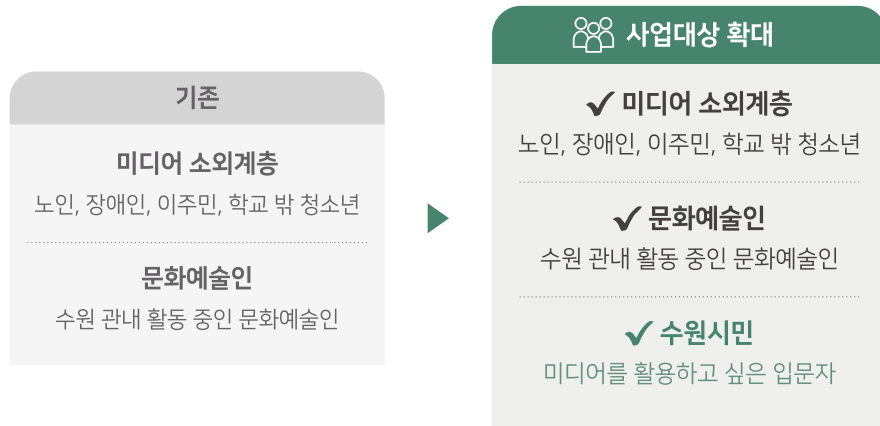 기존
미디어 소외계층
노인, 장애인, 이주민, 학교 밖 청소년
문화예술인
수원 관내 활동 중인 문화예술인
사업대상 확대
미디어 소외계층
노인, 장애인, 이주민, 학교 밖 청소년
문화예술인
수원 관내 활동 중인 문화예술인
수원시민
미디어를 활용하고 싶은 입문자